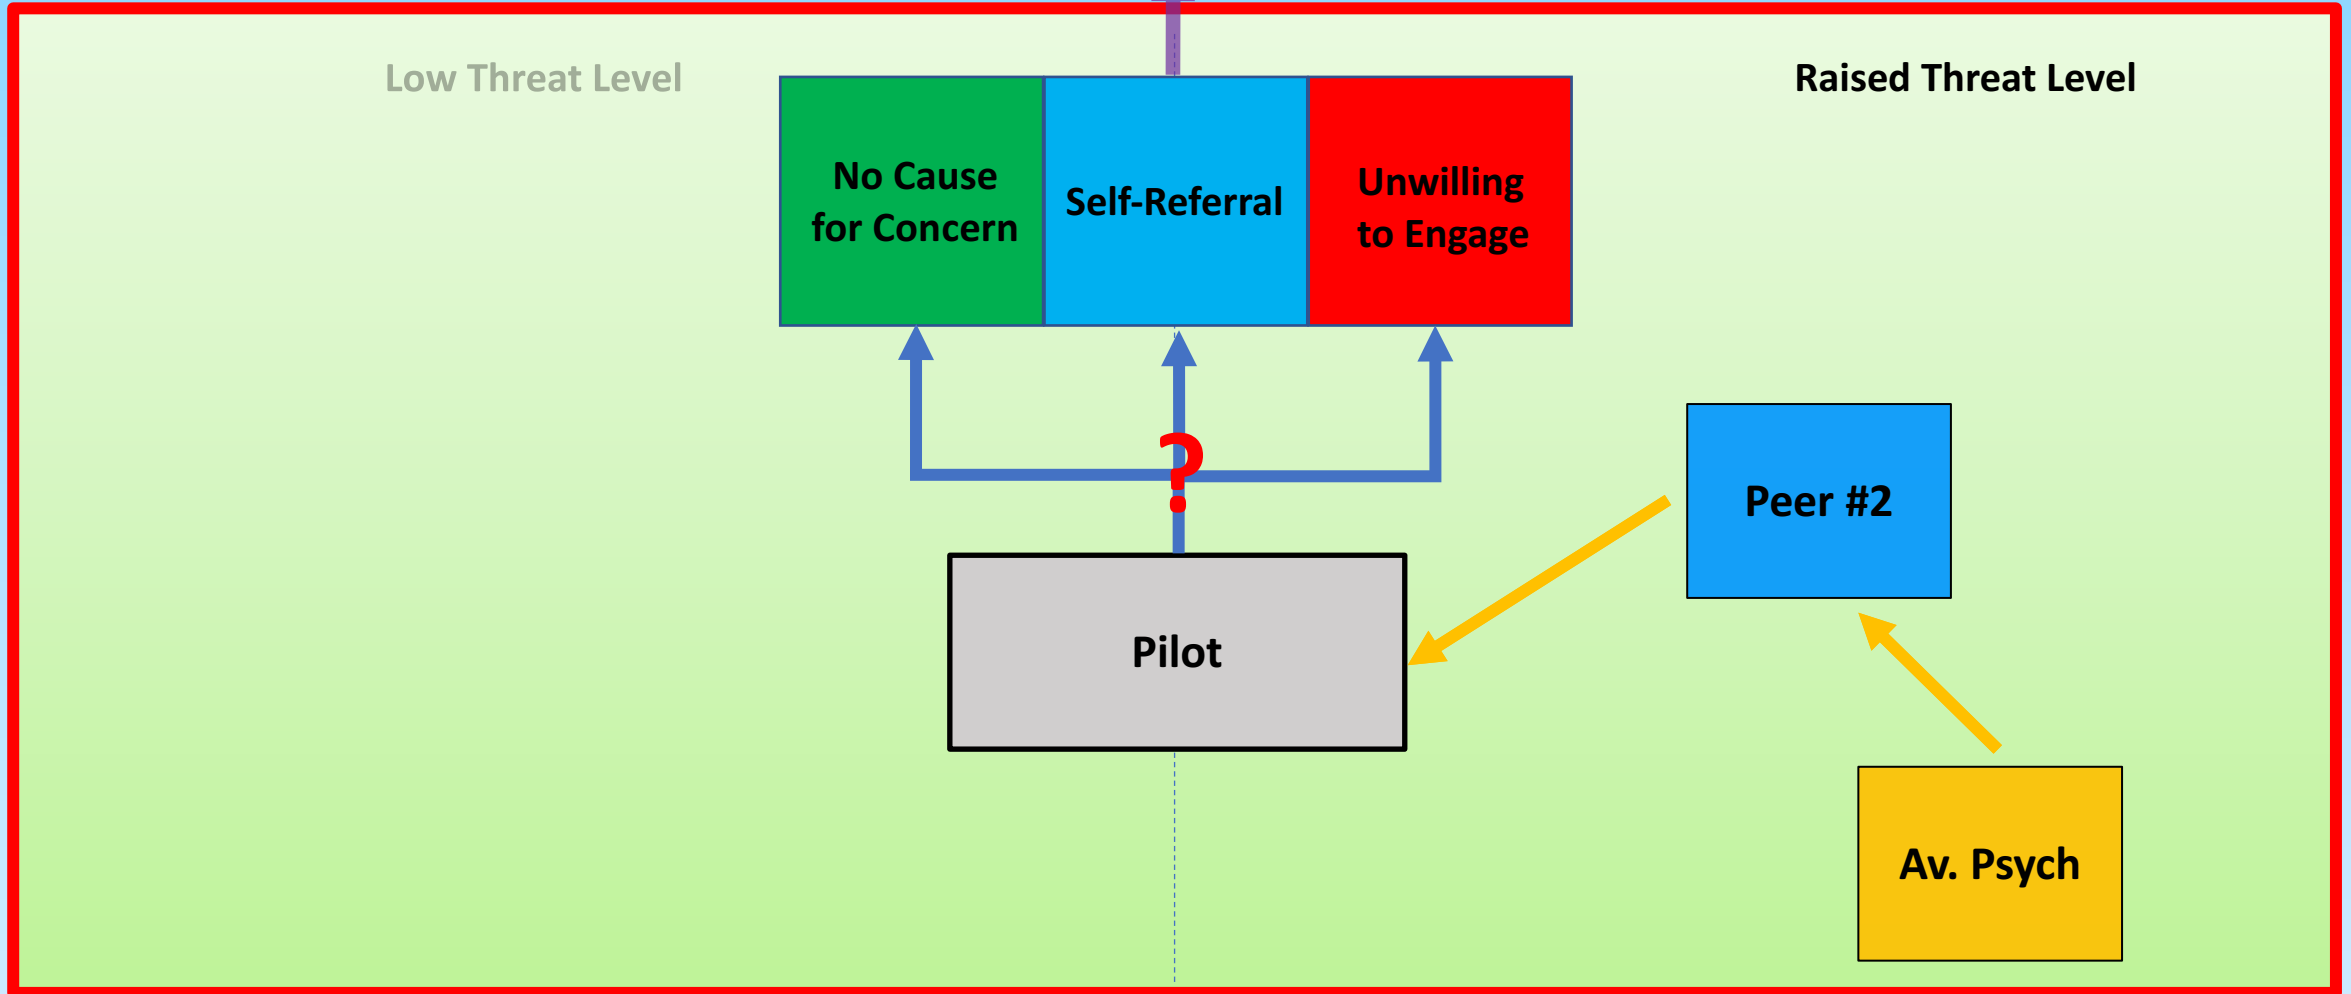 Low Threat Level
Raised Threat Level
No Cause
for Concern
Self-Referral
Unwilling
to Engage
?
Peer #2
Pilot
Av. Psych